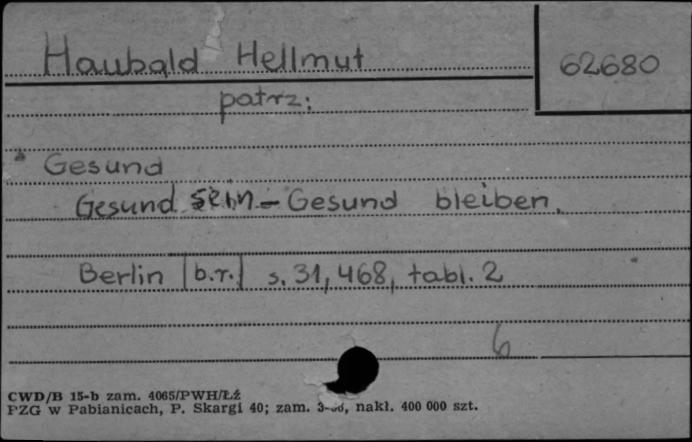 Haubald Hellmut
62680
patrz:
Gesund
Gesund sein - Gesund bleiben.
Berlin |b.r.| s. 31, 468, tabl. 2
6
CWD/B 15-b zam. 4065/PWH/Łź
PZG w Pabianicach, P. Skargi 40; zam. nakł. 400 000 szt.